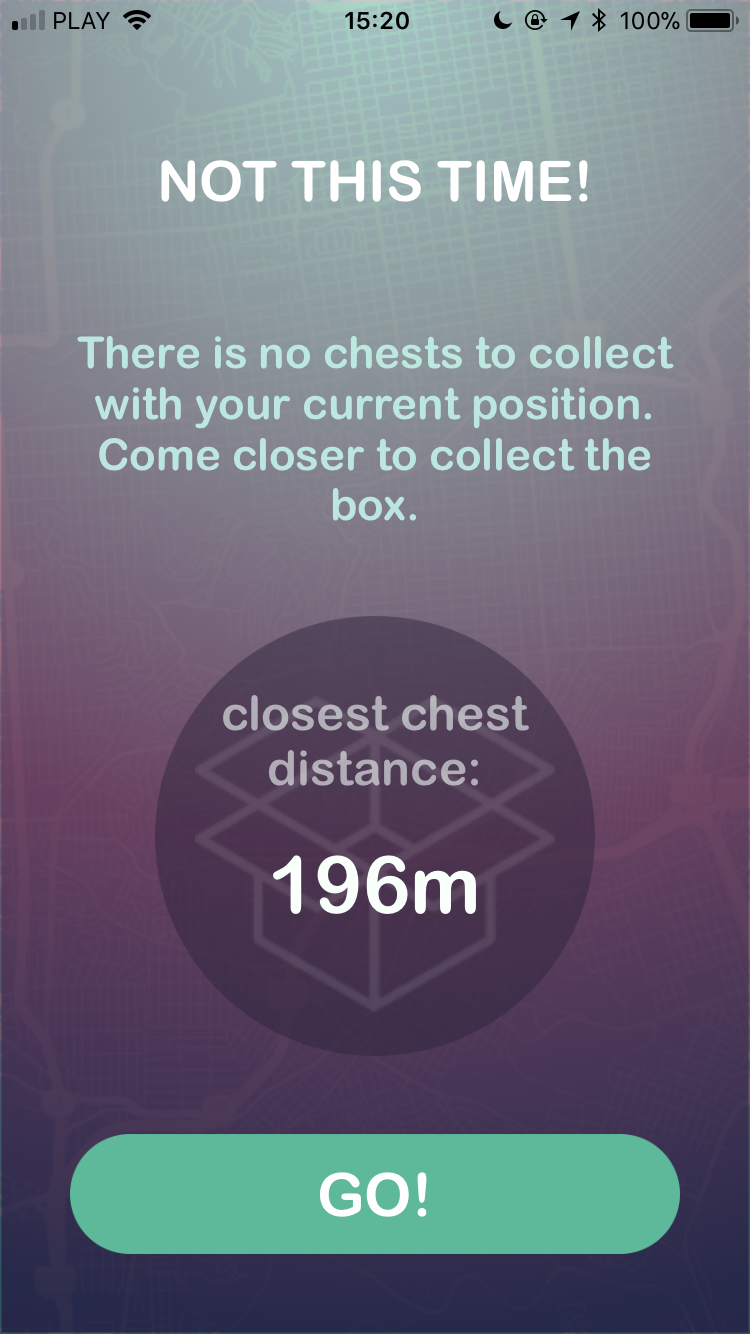 PLAY 15:20 100%
NOT THIS TIME!
There is no chests to collect
with your current position.
Come closer to collect the
box.
closest chest
distance:
196m
GO!